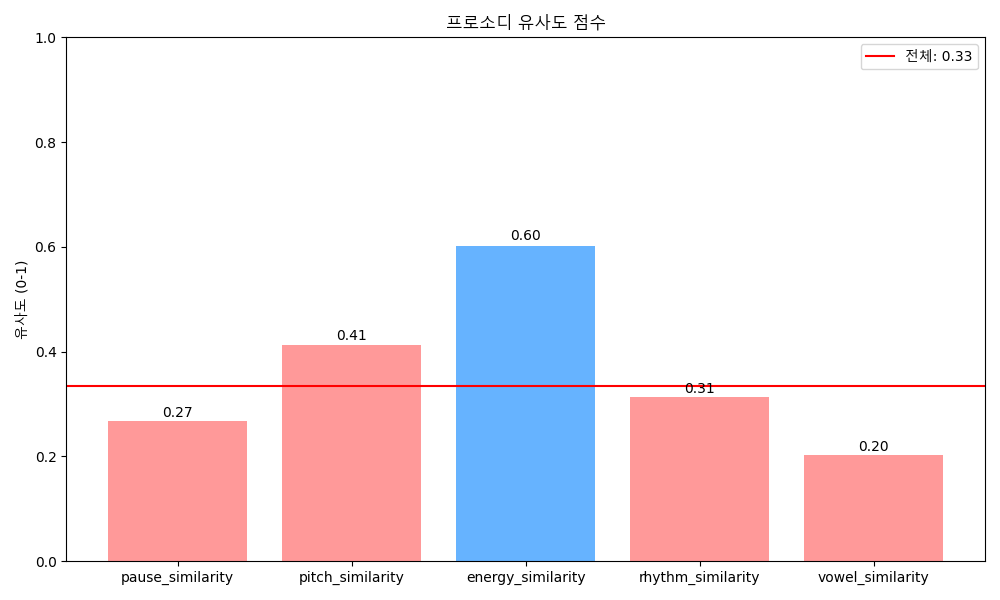 프로소디 유사도 점수
전체: 0.33
유사도 (0-1)
1.0
0.8
0.6
0.4
0.2
0.0
0.27
0.41
0.60
0.31
0.20
pause_similarity
pitch_similarity
energy_similarity
rhythm_similarity
vowel_similarity